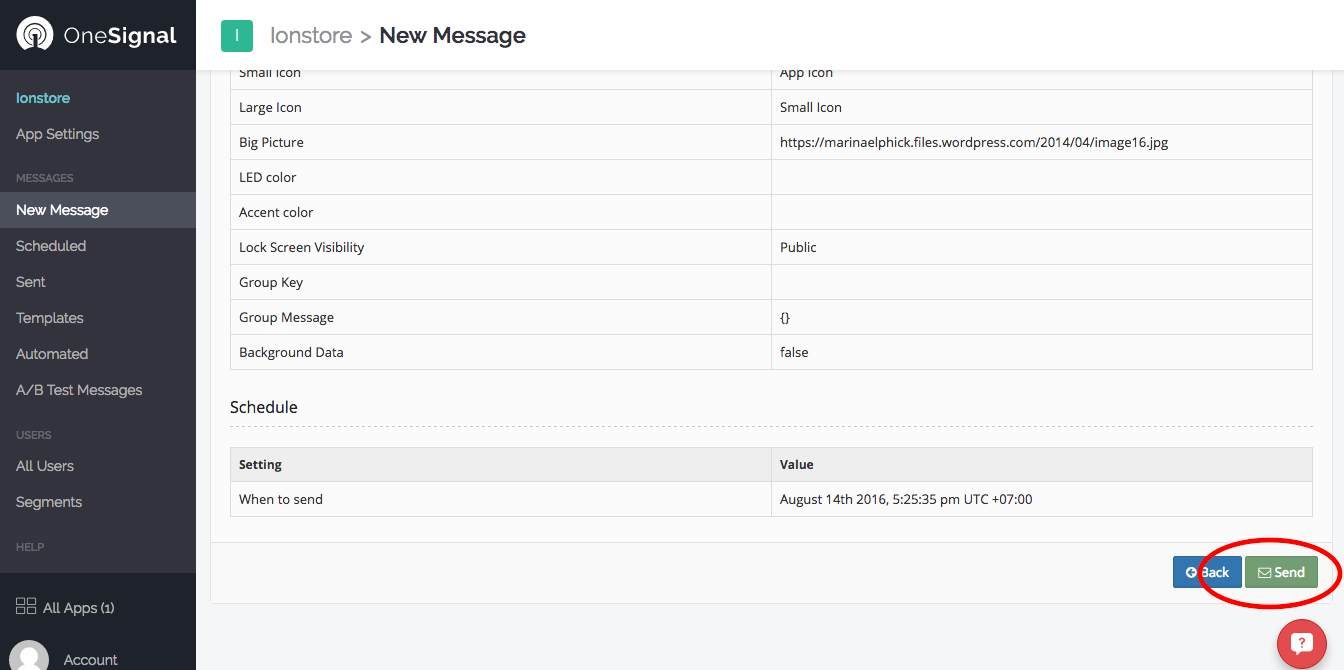 OneSignal
I
Ionstore > New Message
Ionstore
App Settings
MESSAGES
New Message
Scheduled
Sent
Templates
Automated
A/B Test Messages
USERS
All Users
Segments
HELP
All Apps (1)
Account
Small Icon App Icon
Large Icon Small Icon
Big Picture https://marinaelphick.files.wordpress.com/2014/04/image16.jpg
LED color
Accent color
Lock Screen Visibility Public
Group Key
Group Message {}
Background Data false
Schedule
Setting Value
When to send August 14th 2016, 5:25:35 pm UTC +07:00
Back Send
?